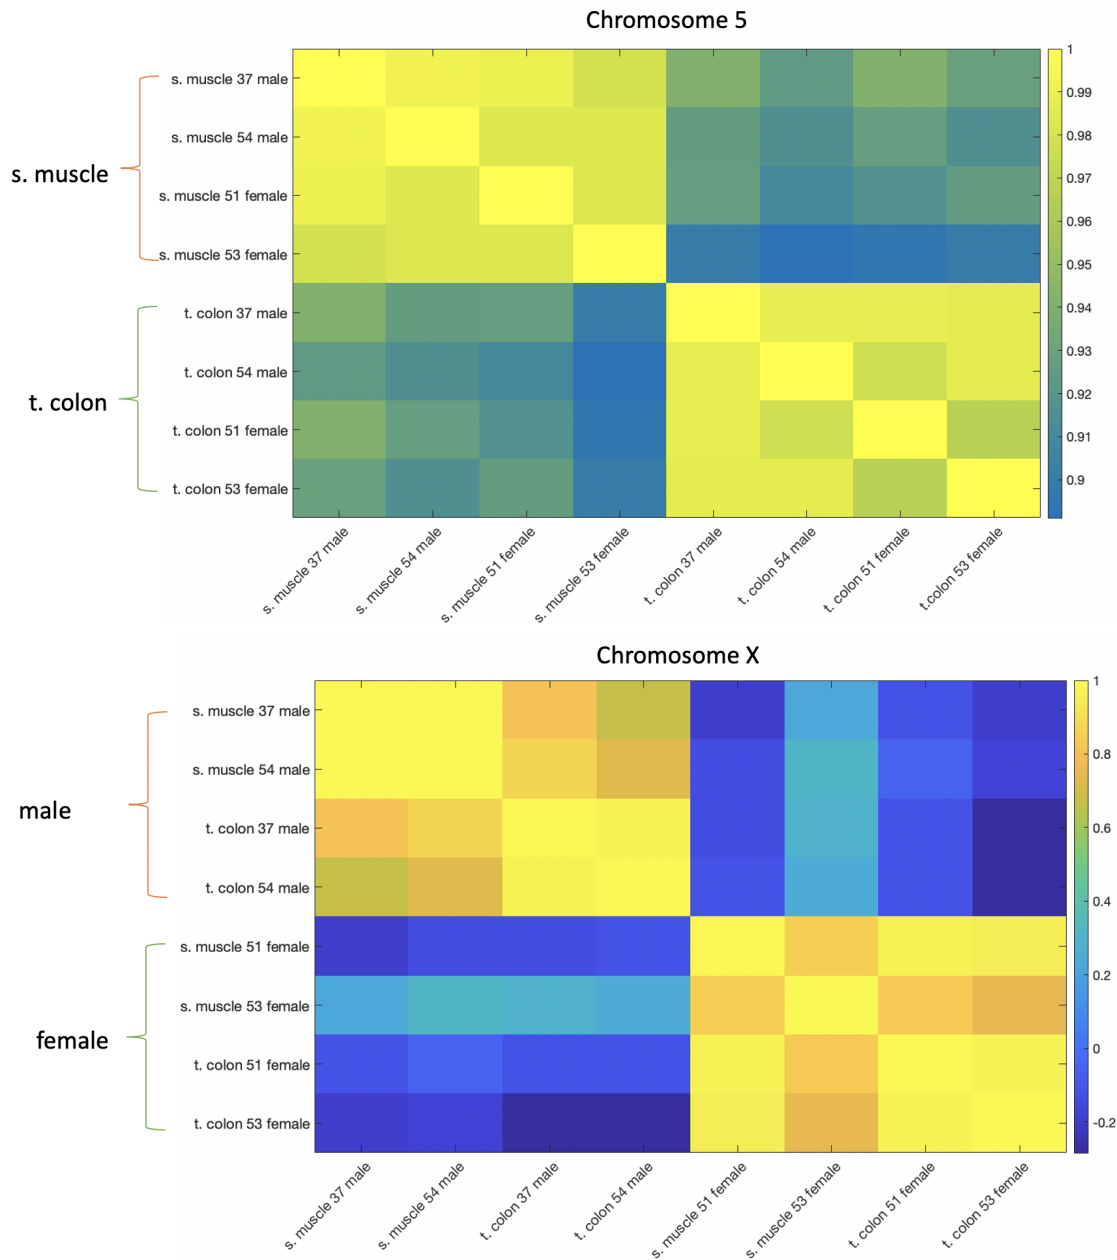 Chromosome 5
s. muscle
t. colon
s. muscle 37 male
s. muscle 54 male
s. muscle 51 female
s. muscle 53 female
t. colon 37 male
t. colon 54 male
t. colon 51 female
t. colon 53 female
1
0.99
0.98
0.97
0.96
0.95
0.94
0.93
0.92
0.91
0.9
s. muscle 37 male
s. muscle 54 male
s. muscle 51 female
s. muscle 53 female
t. colon 37 male
t. colon 54 male
t. colon 51 female
t.colon 53 female
Chromosome X
male
female
s. muscle 37 male
s. muscle 54 male
t. colon 37 male
t. colon 54 male
s. muscle 51 female
s. muscle 53 female
t. colon 51 female
t. colon 53 female
1
0.8
0.6
0.4
0.2
0
-0.2
s. muscle 37 male
s. muscle 54 male
t. colon 37 male
t. colon 54 male
s. muscle 51 female
s. muscle 53 female
t. colon 51 female
t. colon 53 female